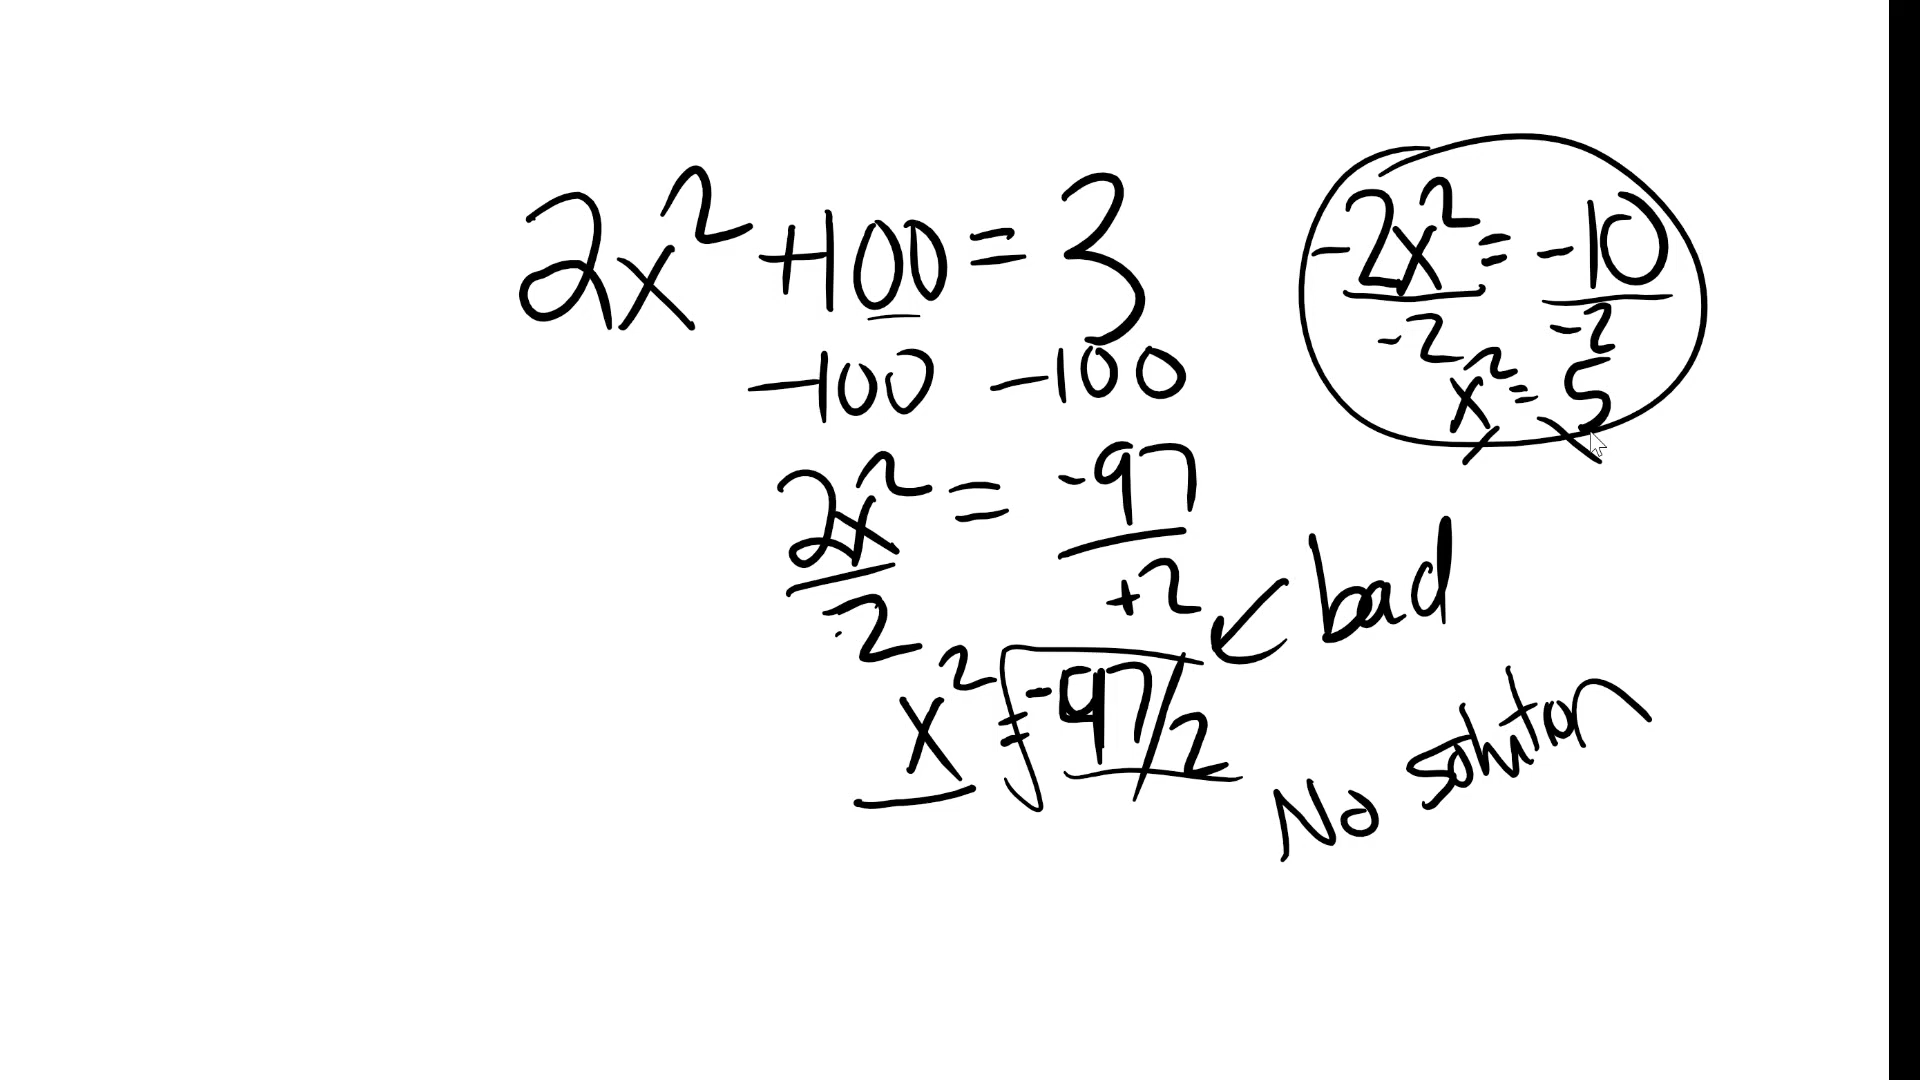 2x² + 100 = 3
-100 -100
2x² = -97
2 +2
x² = -97/2
bad
No solution
-2x² = -10
-2 -2
x² = 5